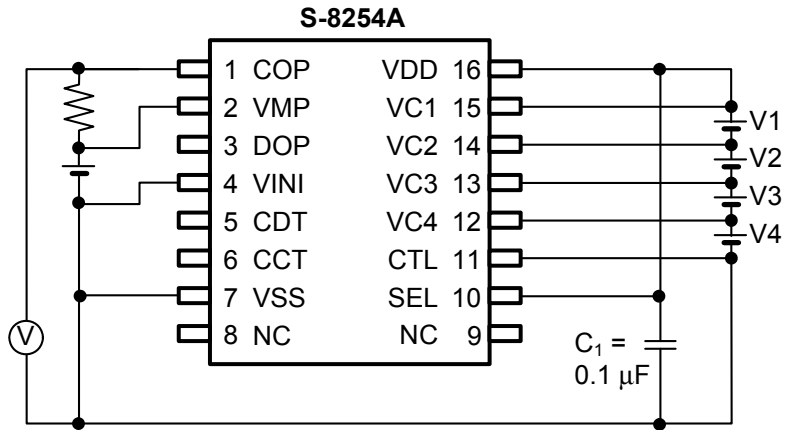 S-8254A
1 COP VDD 16
2 VMP VC1 15
3 DOP VC2 14
4 VINI VC3 13
5 CDT VC4 12
6 CCT CTL 11
7 VSS SEL 10
8 NC NC 9
V1
V2
V3
V4
V
C₁ =
0.1 μF